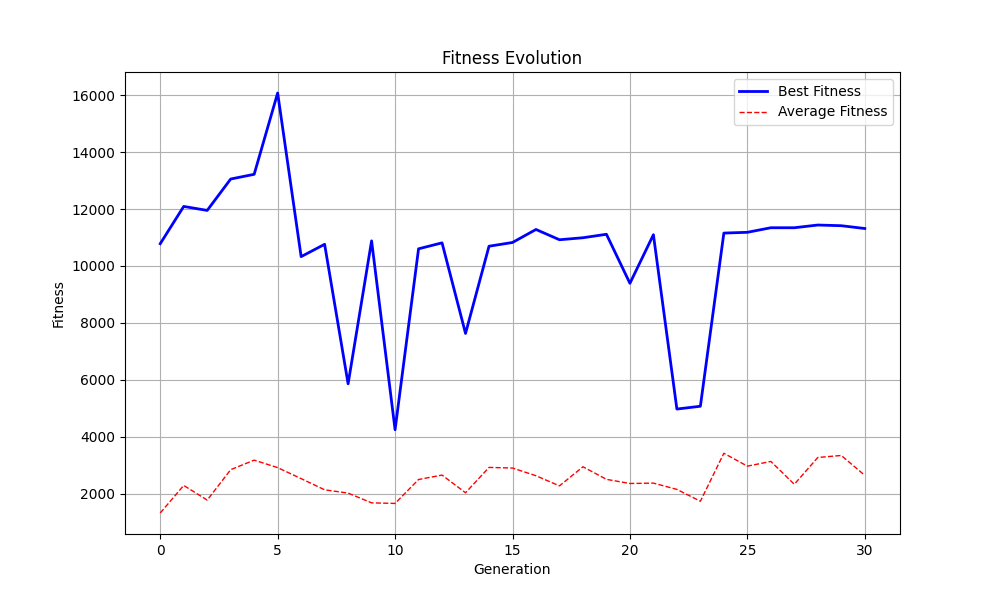 Fitness Evolution
Best Fitness
Average Fitness
16000
14000
12000
10000
8000
6000
4000
2000
Fitness
0 5 10 15 20 25 30
Generation